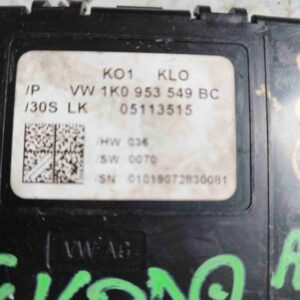 KO1 KLO
/P VW 1K0 953 549 BC
/30S LK 05113515
/HW 036
/SW 0070
/SN 01019072830081
VW AG